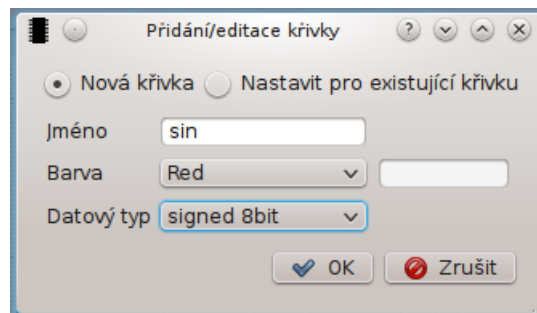 Přidání/editace křivky
Nová křivka Nastavit pro existující křivku
Jméno sin
Barva Red
Datový typ signed 8bit
OK Zrušit